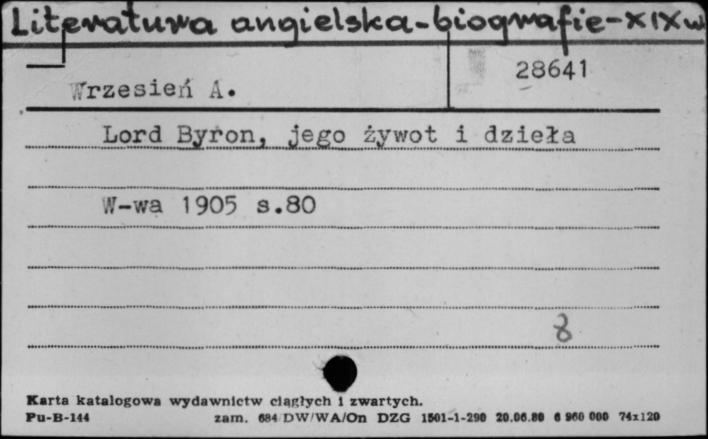 Literatura angielska-biografie-XIXw
28641
Wrzesień A.
Lord Byron, jego żywot i dzieła
W-wa 1905 s.80
8
Karta katalogowa wydawnictw ciągłych i zwartych.
Pu-B-144 zam. 684/DW/WA/On DZG 1501-1-290 20.06.80 6 960 000 74x120